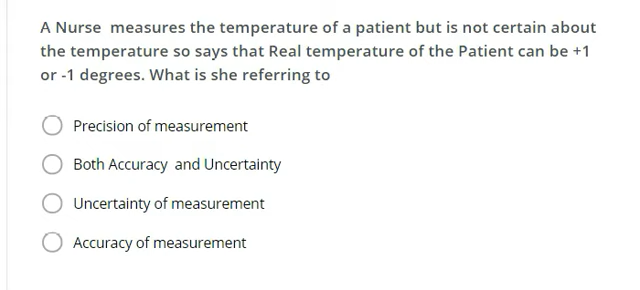 A Nurse measures the temperature of a patient but is not certain about
the temperature so says that Real temperature of the Patient can be +1
or -1 degrees. What is she referring to
Precision of measurement
Both Accuracy and Uncertainty
Uncertainty of measurement
Accuracy of measurement